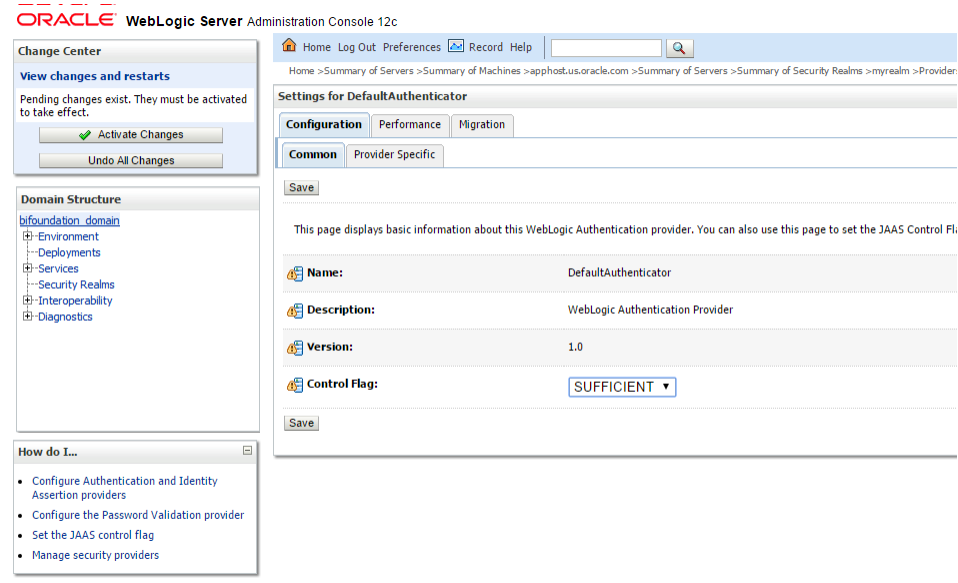 ORACLE WebLogic Server Administration Console 12c
Change Center
View changes and restarts
Pending changes exist. They must be activated
to take effect.
Activate Changes
Undo All Changes
Domain Structure
bifoundation_domain
Environment
Deployments
Services
Security Realms
Interoperability
Diagnostics
How do I...
Configure Authentication and Identity
Assertion providers
Configure the Password Validation provider
Set the JAAS control flag
Manage security providers
Home Log Out Preferences Record Help
Home >Summary of Servers >Summary of Machines >apphost.us.oracle.com >Summary of Servers >Summary of Security Realms >myrealm >Providers
Settings for DefaultAuthenticator
Configuration Performance Migration
Common Provider Specific
Save
This page displays basic information about this WebLogic Authentication provider. You can also use this page to set the JAAS Control
Name: DefaultAuthenticator
Description: WebLogic Authentication Provider
Version: 1.0
Control Flag: SUFFICIENT
Save